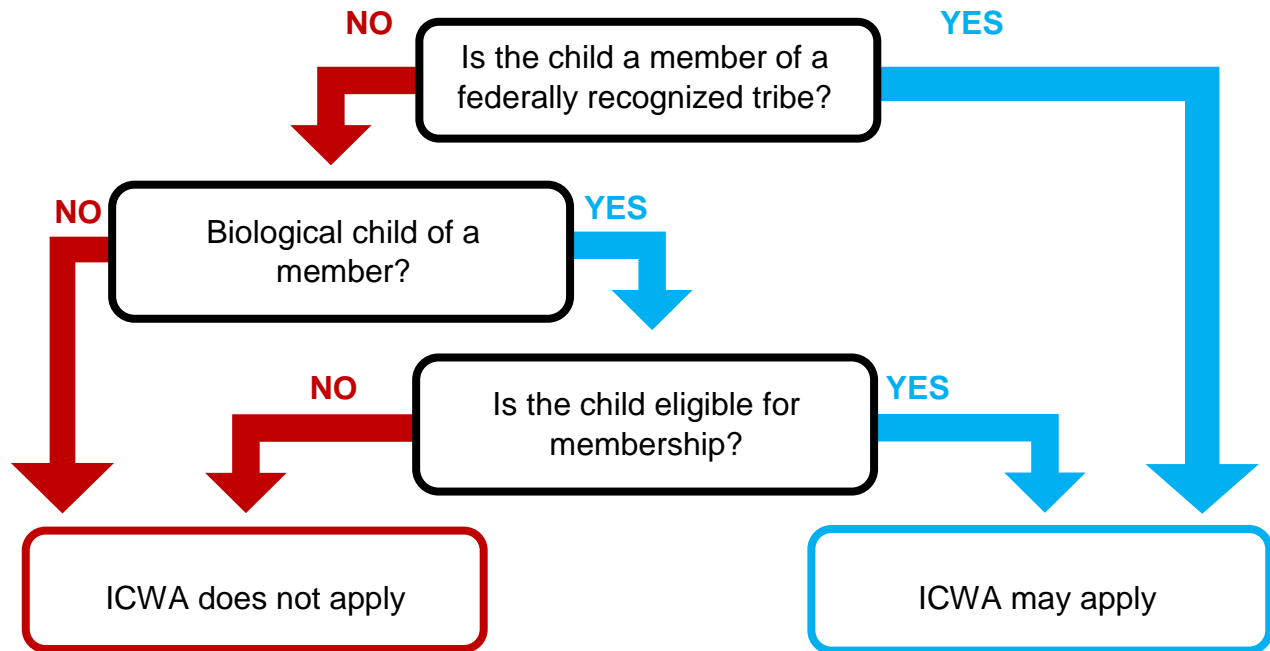 NO
YES
Is the child a member of a
federally recognized tribe?
NO
YES
Biological child of a
member?
NO
YES
Is the child eligible for
membership?
ICWA does not apply
ICWA may apply